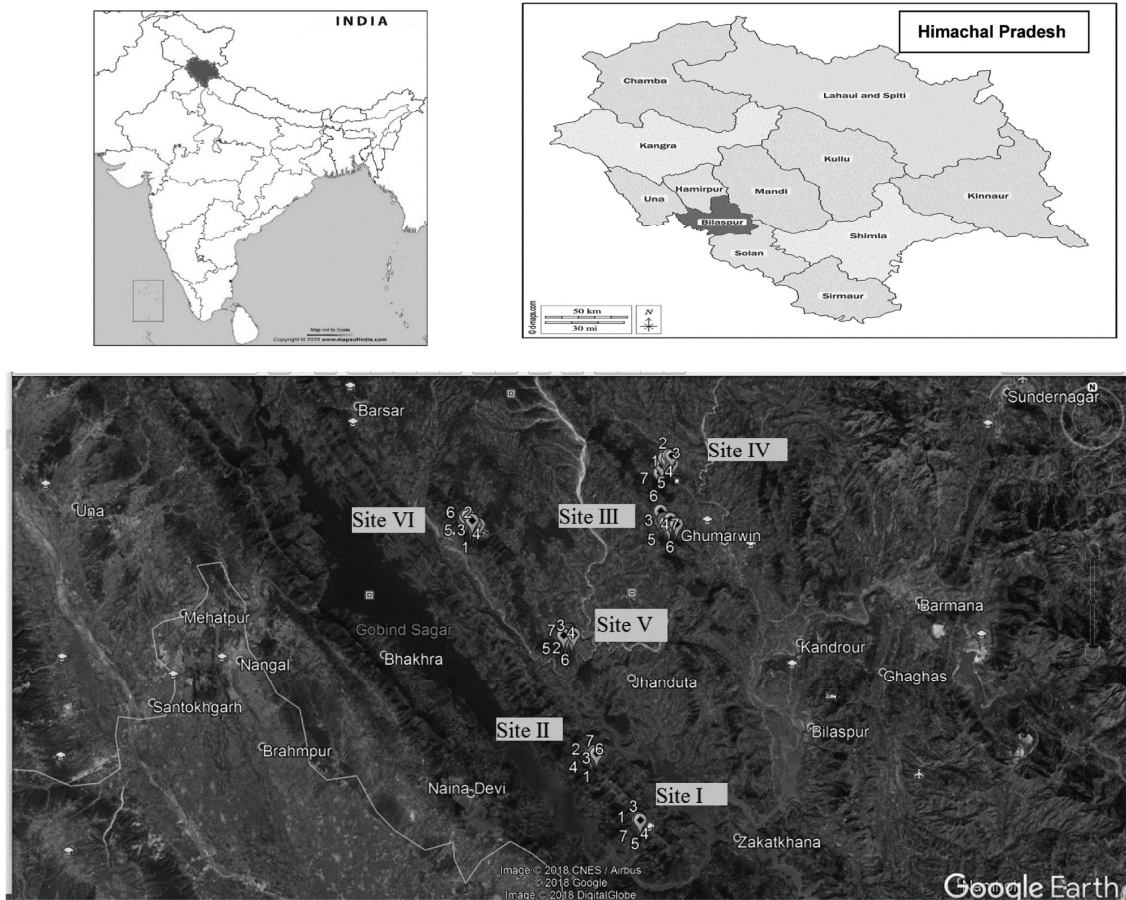 INDIA
Map not to Scale
Copyright © 2020 www.mapsofindia.com
Himachal Pradesh
Chamba
Lahaul and Spiti
Kangra
Kullu
Hamirpur
Mandi
Una
Kinnaur
Bilaspur
Shimla
Solan
Sirmaur
50 km
30 mi
N
© d-maps.com
N
Sundernagar
Barsar
2
1 3
Site IV
4
7 5
6
Una
Site VI
6 2
5 3 4
1
Site III
3 4 7
5 6
Ghumarwin
Mehatpur
Barmana
Gobind Sagar
7 3 4
5 2
6
Site V
Bhakhra
Nangal
Kandrour
Ghaghas
Jhanduta
Santokhgarh
Site II
7
2 6
3
4 1
Bilaspur
Brahmpur
Naina-Devi
Site I
3
1
7 4
5
Zakatkhana
Image © 2018 CNES / Airbus
© 2018 Google
Image © 2018 DigitalGlobe
Google Earth